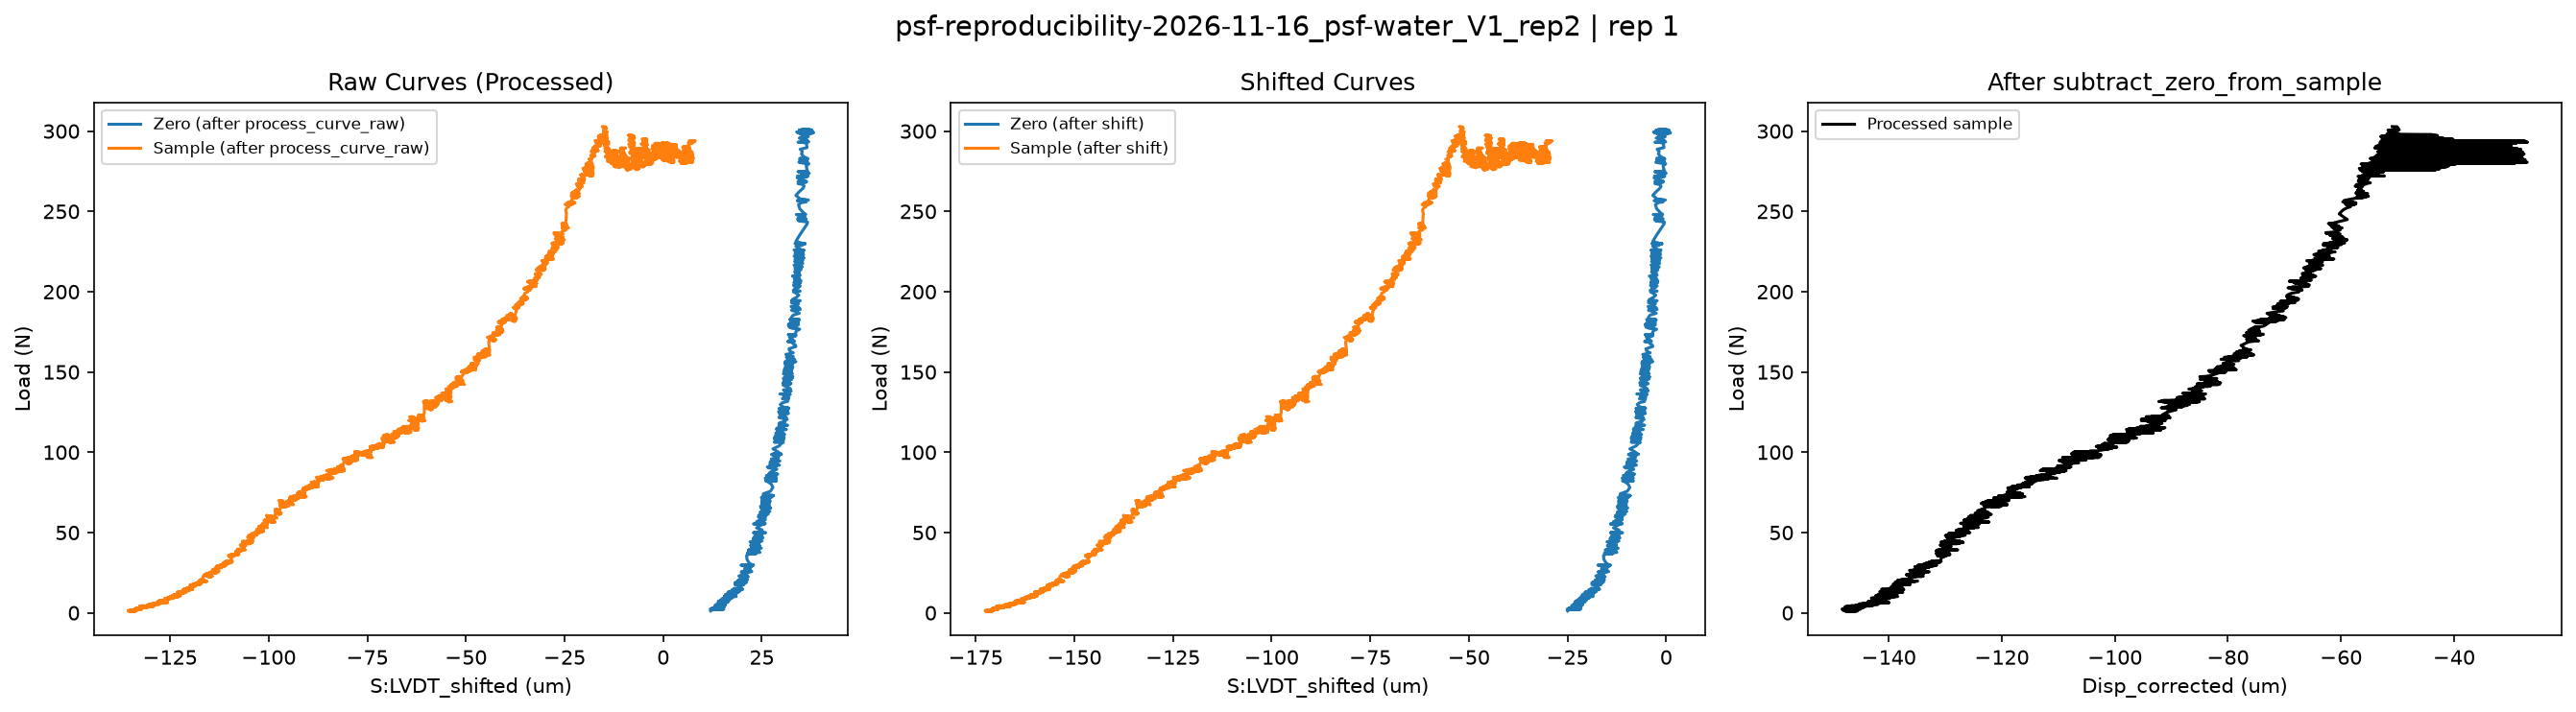 psf-reproducibility-2026-11-16_psf-water_V1_rep2 | rep 1
Raw Curves (Processed)
Zero (after process_curve_raw)
Sample (after process_curve_raw)
300
250
200
150
100
50
0
Load (N)
−125 −100 −75 −50 −25 0 25
S:LVDT_shifted (um)
Shifted Curves
Zero (after shift)
Sample (after shift)
300
250
200
150
100
50
0
Load (N)
−175 −150 −125 −100 −75 −50 −25 0
S:LVDT_shifted (um)
After subtract_zero_from_sample
Processed sample
300
250
200
150
100
50
0
Load (N)
−140 −120 −100 −80 −60 −40
Disp_corrected (um)